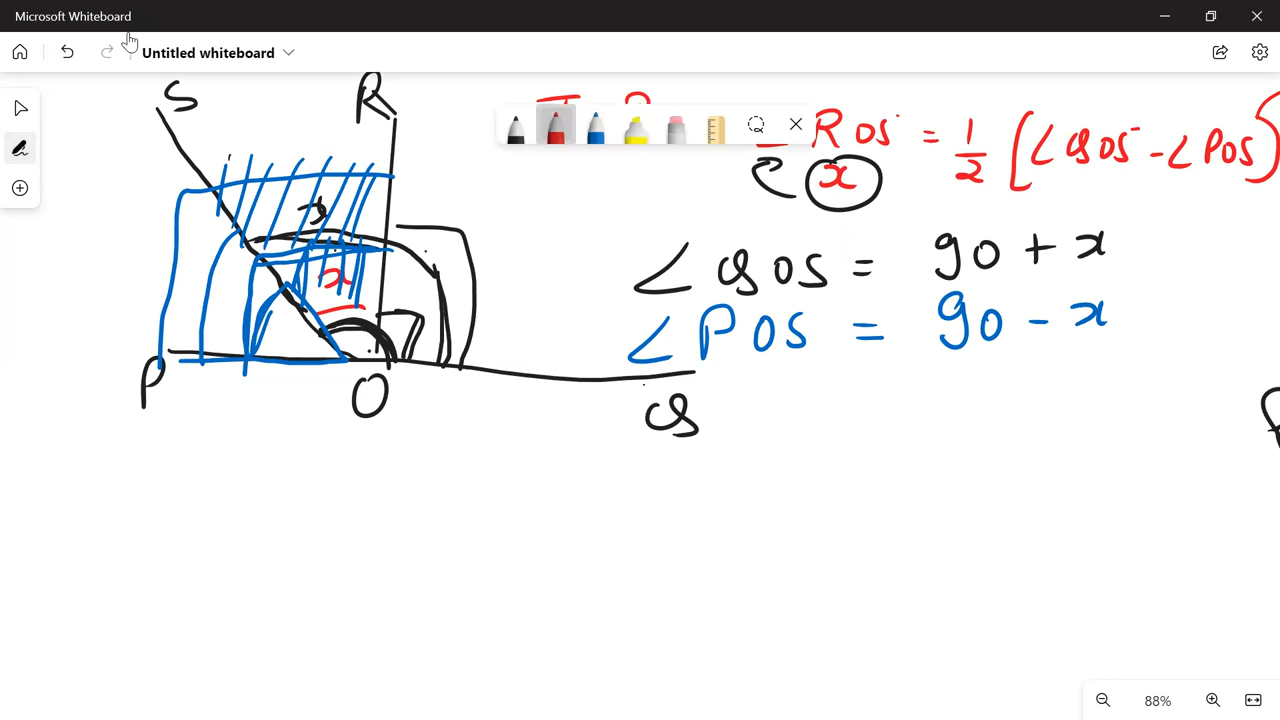 Microsoft Whiteboard
Untitled whiteboard
S
R
∠ROS = 1/2 (∠QOS - ∠POS)
x
x
x
∠QOS = 90 + x
∠POS = 90 - x
P
O
Q
88%